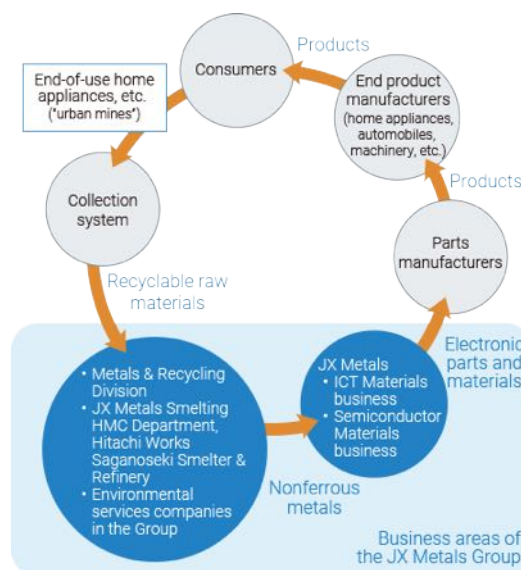 Products
Consumers
End-of-use home
appliances, etc.
("urban mines")
End product
manufacturers
(home appliances,
automobiles,
machinery, etc.)
Collection
system
Products
Parts
manufacturers
Recyclable raw
materials
Electronic
parts and
materials
• Metals & Recycling
Division
• JX Metals Smelting
HMC Department,
Hitachi Works
Saganoseki Smelter &
Refinery
• Environmental
services companies
in the Group
JX Metals
• ICT Materials
business
• Semiconductor
Materials
business
Nonferrous
metals
Business areas of
the JX Metals Group